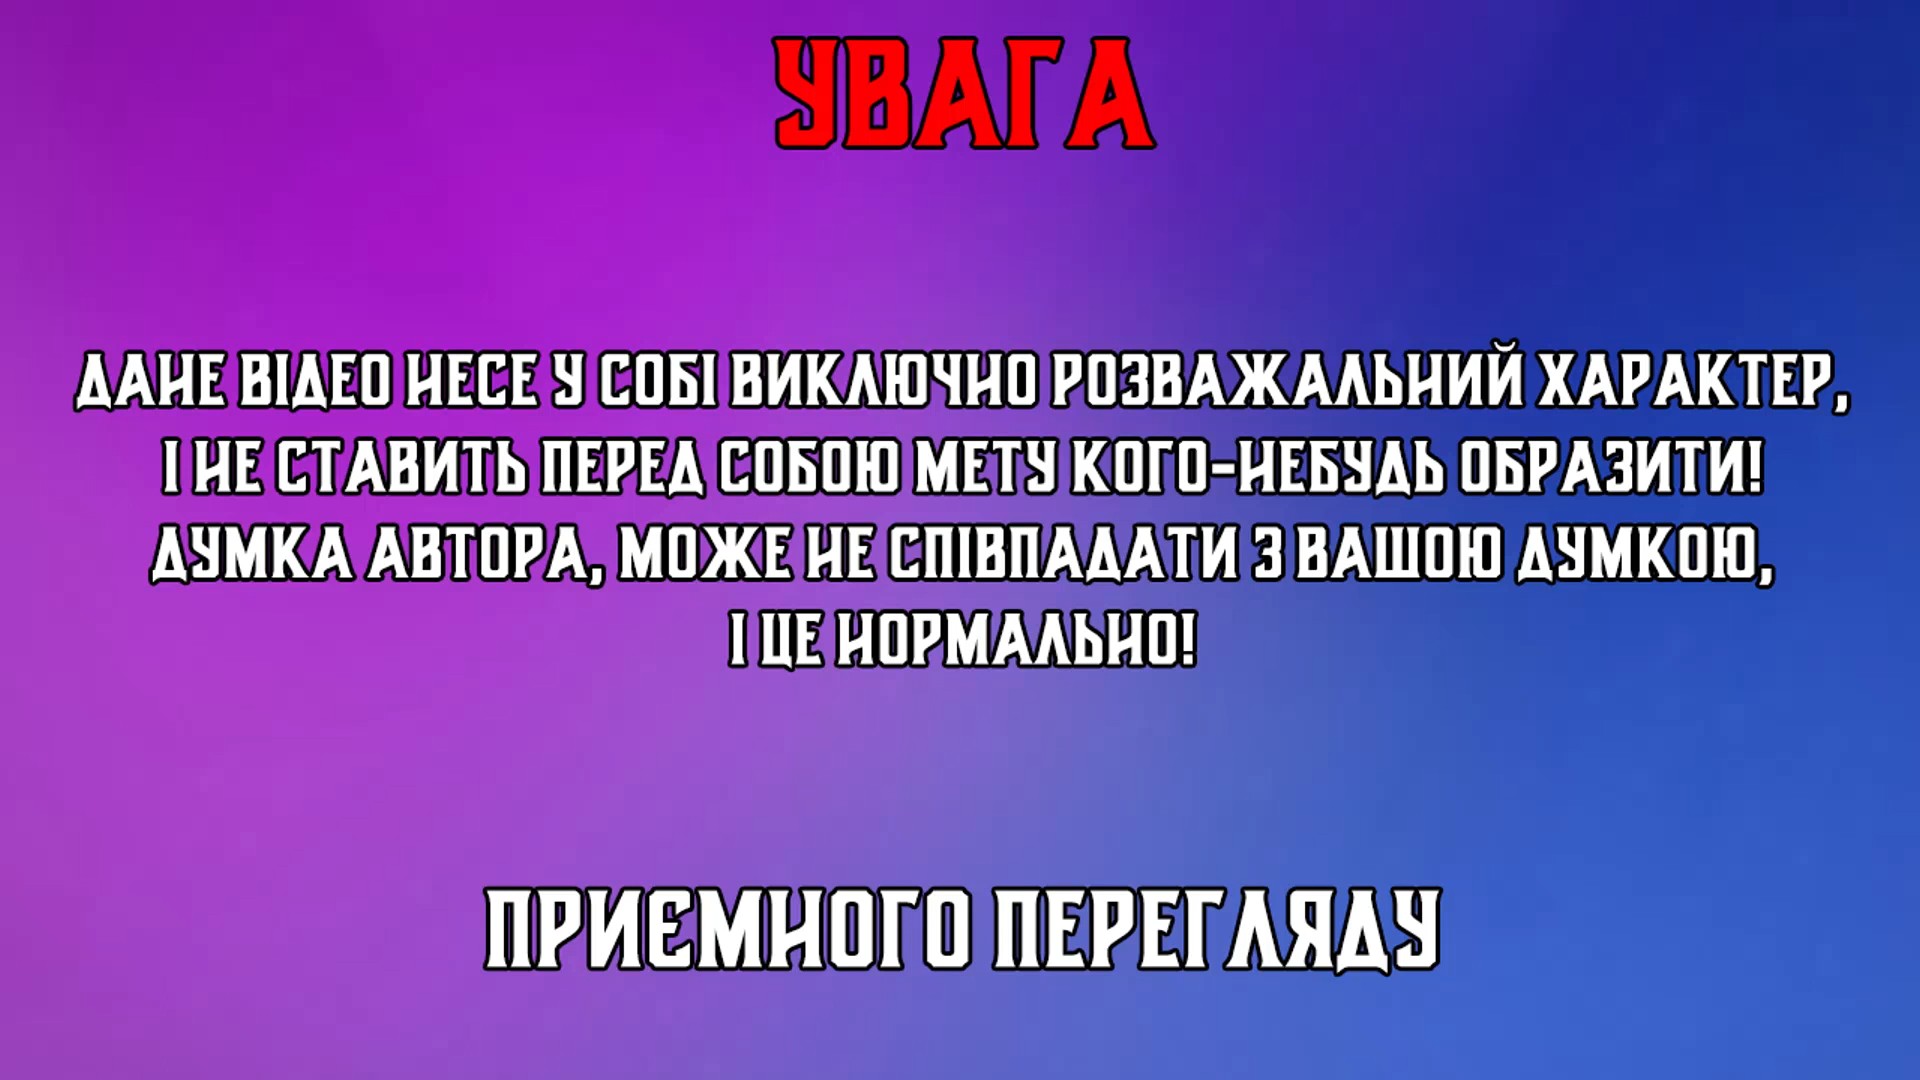 УВАГА
ДАНЕ ВІДЕО НЕСЕ У СОБІ ВИКЛЮЧНО РОЗВАЖАЛЬНИЙ ХАРАКТЕР,
І НЕ СТАВИТЬ ПЕРЕД СОБОЮ МЕТУ КОГО-НЕБУДЬ ОБРАЗИТИ!
ДУМКА АВТОРА, МОЖЕ НЕ СПІВПАДАТИ З ВАШОЮ ДУМКОЮ,
І ЦЕ НОРМАЛЬНО!
ПРИЄМНОГО ПЕРЕГЛЯДУ